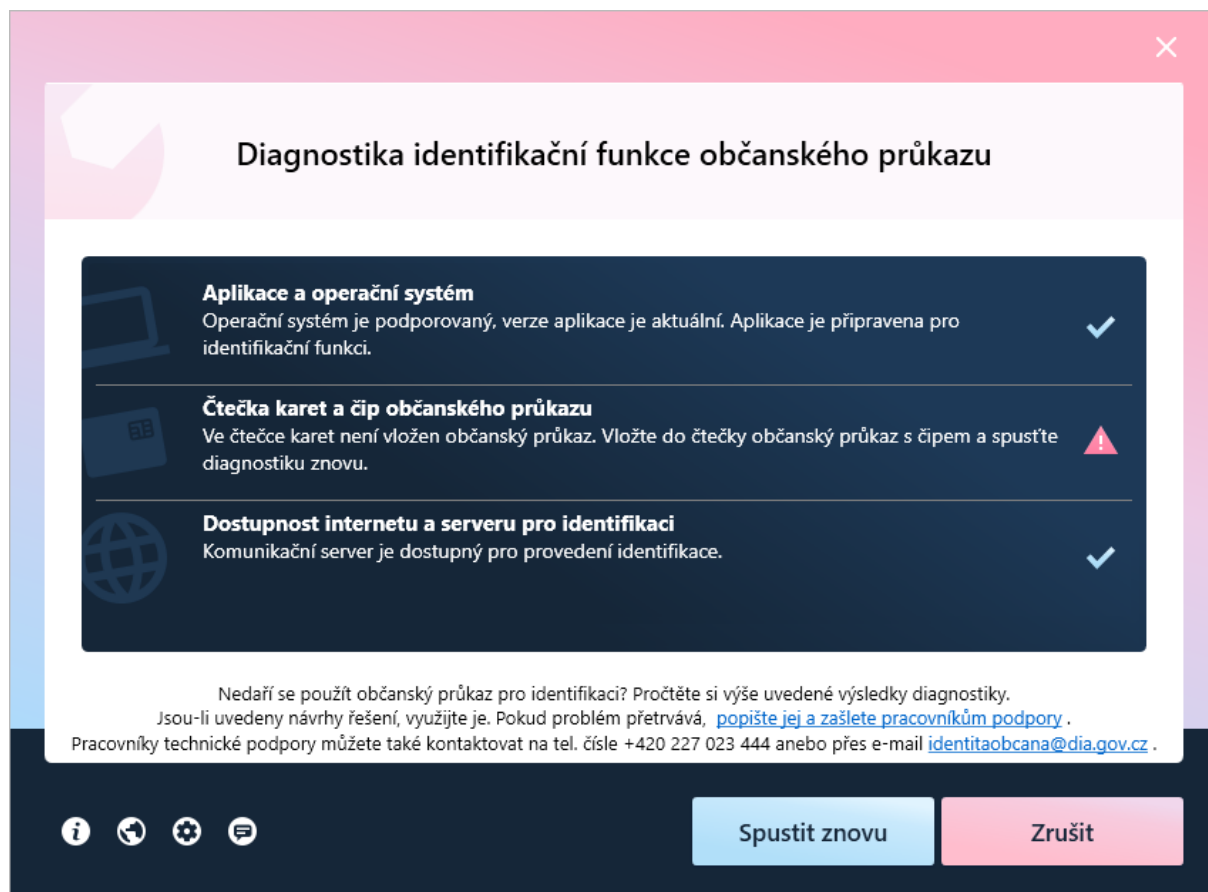 Diagnostika identifikační funkce občanského průkazu
Aplikace a operační systém
Operační systém je podporovaný, verze aplikace je aktuální. Aplikace je připravena pro
identifikační funkci.
Čtečka karet a čip občanského průkazu
Ve čtečce karet není vložen občanský průkaz. Vložte do čtečky občanský průkaz s čipem a spusťte
diagnostiku znovu.
Dostupnost internetu a serveru pro identifikaci
Komunikační server je dostupný pro provedení identifikace.
Nedaří se použít občanský průkaz pro identifikaci? Pročtěte si výše uvedené výsledky diagnostiky.
Jsou-li uvedeny návrhy řešení, využijte je. Pokud problém přetrvává, popište jej a zašlete pracovníkům podpory .
Pracovníky technické podpory můžete také kontaktovat na tel. čísle +420 227 023 444 anebo přes e-mail identitaobcana@dia.gov.cz .
Spustit znovu
Zrušit